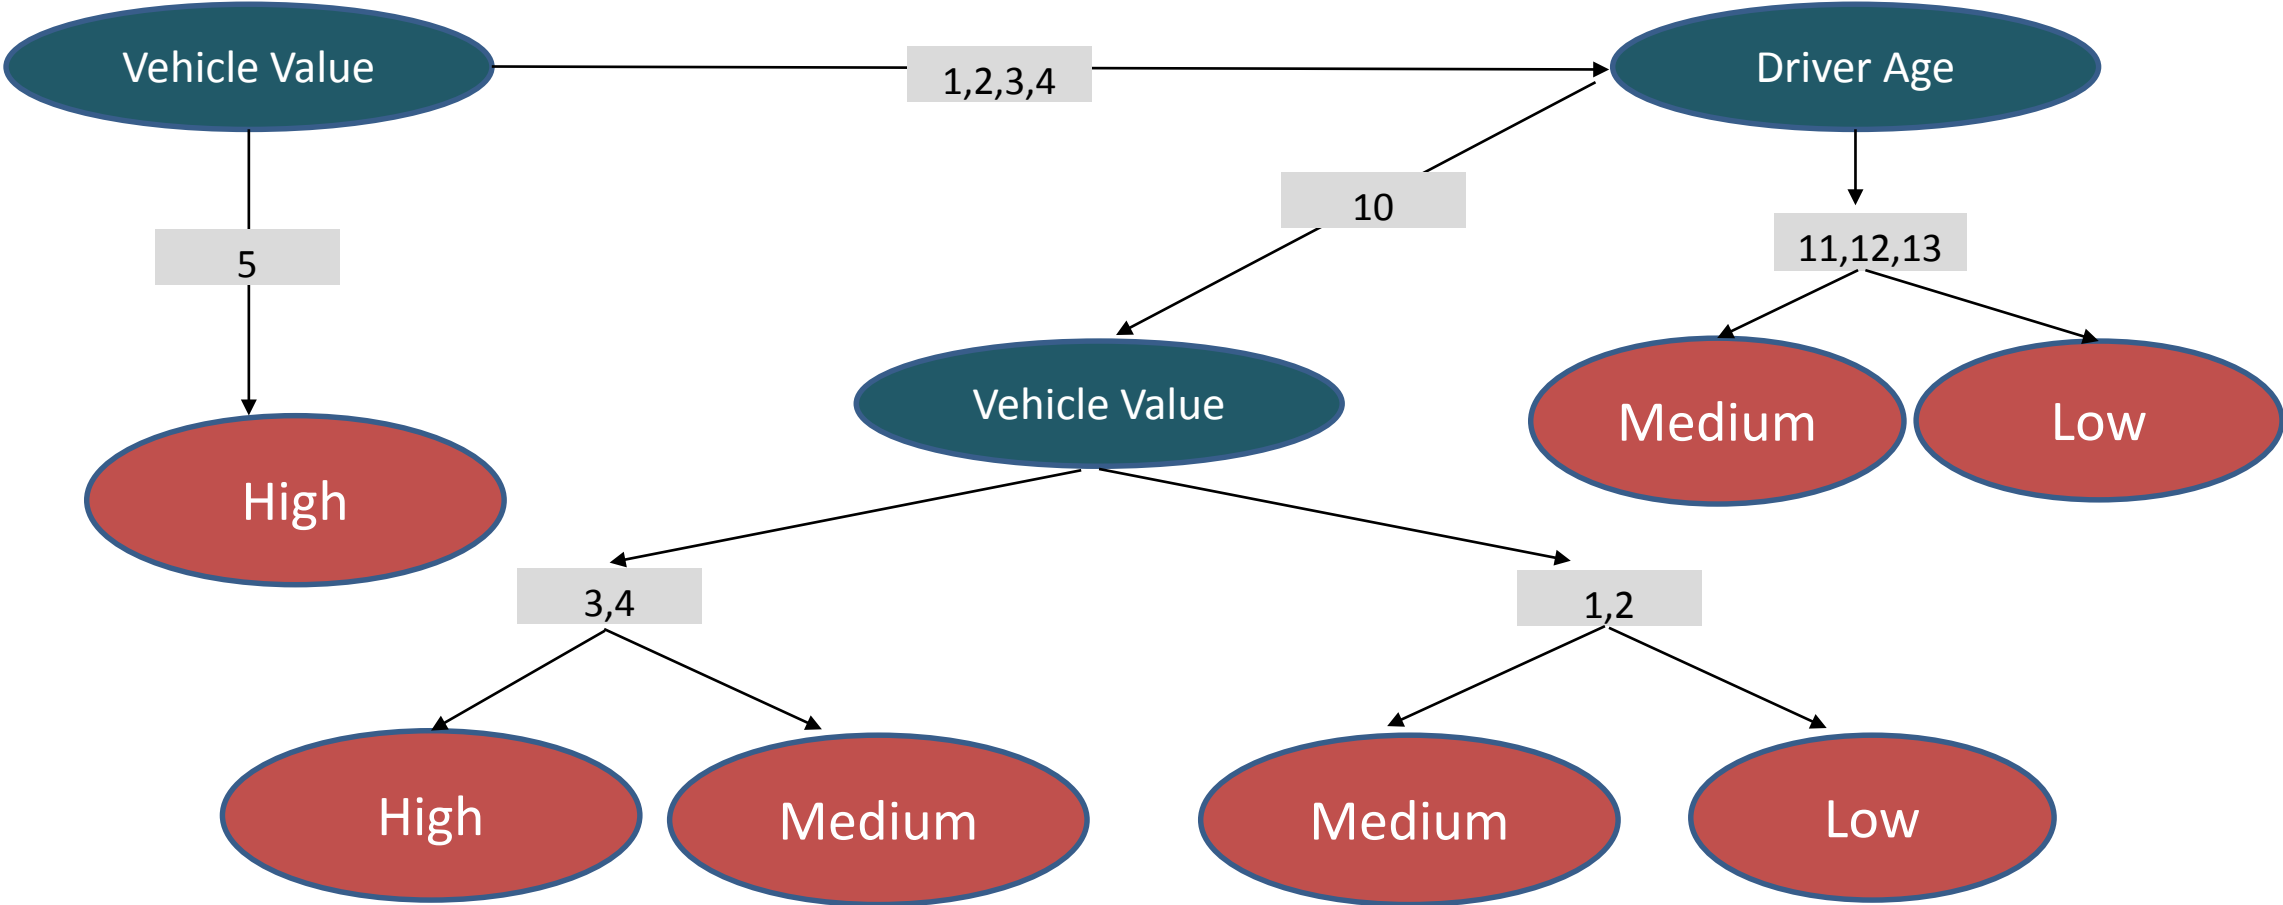 Vehicle Value
1,2,3,4
Driver Age
10
11,12,13
5
Vehicle Value
Medium
Low
High
3,4
1,2
High
Medium
Medium
Low